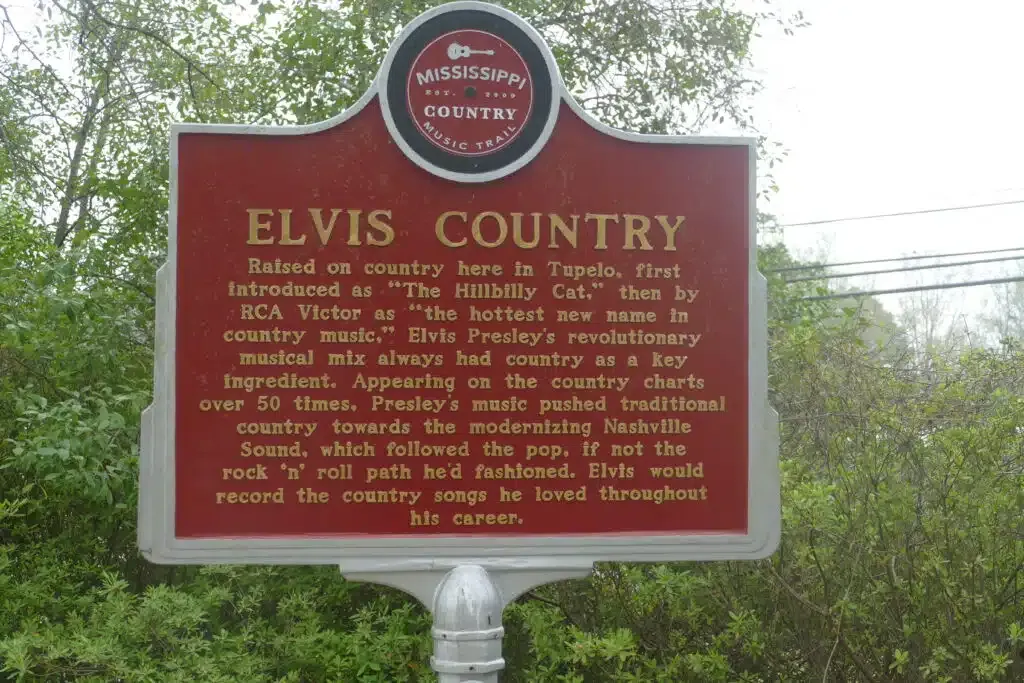 MISSISSIPPI
EST. 2009
COUNTRY
MUSIC TRAIL
ELVIS COUNTRY
Raised on country here in Tupelo, first
introduced as "The Hillbilly Cat," then by
RCA Victor as "the hottest new name in
country music," Elvis Presley's revolutionary
musical mix always had country as a key
ingredient. Appearing on the country charts
over 50 times, Presley's music pushed traditional
country towards the modernizing Nashville
Sound, which followed the pop, if not the
rock 'n' roll path he'd fashioned. Elvis would
record the country songs he loved throughout
his career.